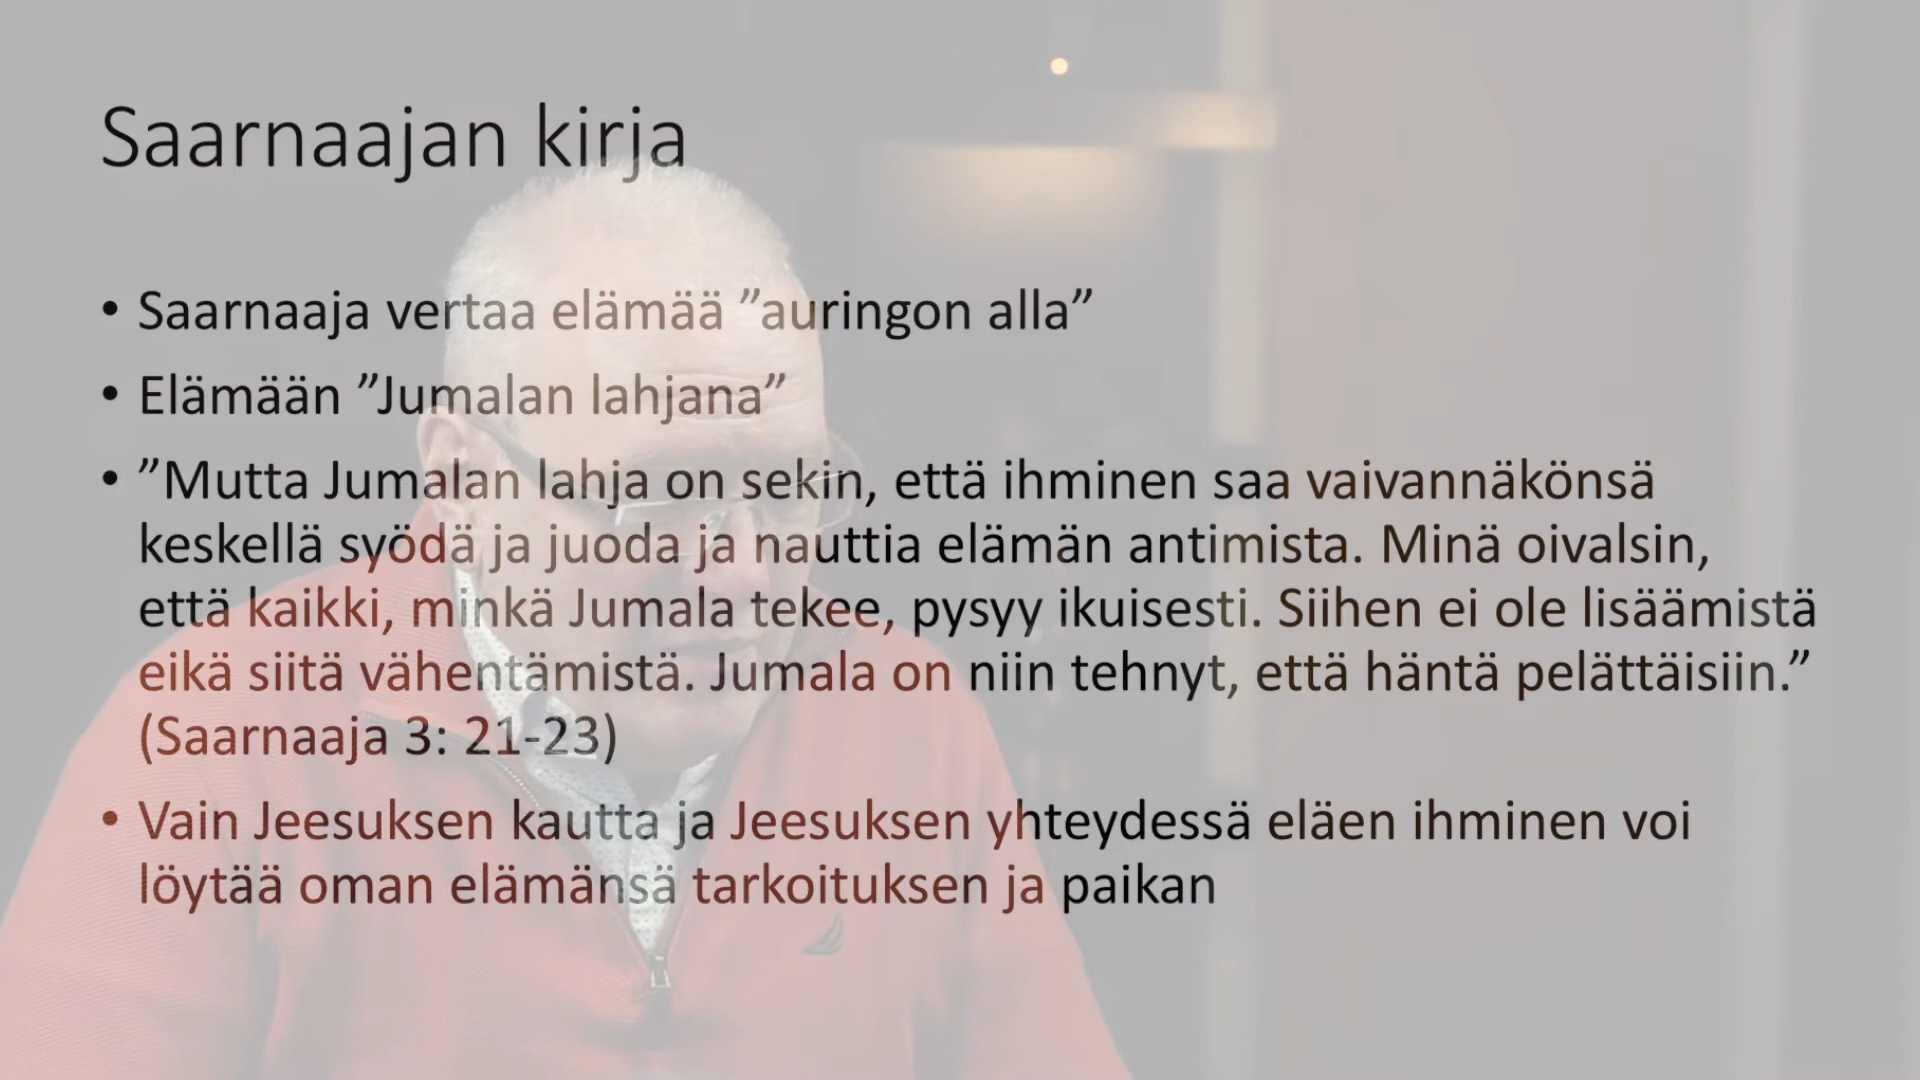 Saarnaajan kirja
• Saarnaaja vertaa elämää ”auringon alla”
• Elämään ”Jumalan lahjana”
• ”Mutta Jumalan lahja on sekin, että ihminen saa vaivannäkönsä
keskellä syödä ja juoda ja nauttia elämän antimista. Minä oivalsin,
että kaikki, minkä Jumala tekee, pysyy ikuisesti. Siihen ei ole lisäämistä
eikä siitä vähentämistä. Jumala on niin tehnyt, että häntä pelättäisiin.”
(Saarnaaja 3: 21-23)
• Vain Jeesuksen kautta ja Jeesuksen yhteydessä eläen ihminen voi
löytää oman elämänsä tarkoituksen ja paikan